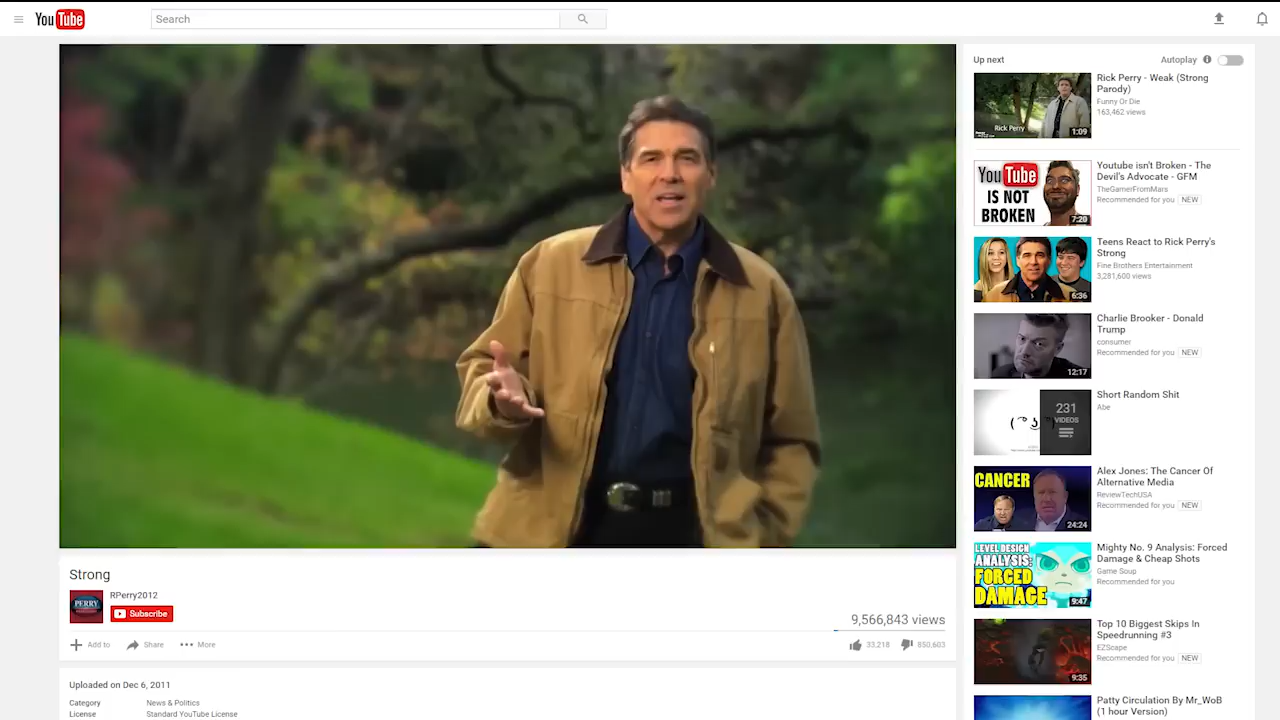 YouTube
Search
Up next
Autoplay
Rick Perry - Weak (Strong
Parody)
Funny Or Die
163,462 views
Rick Perry
1:09
Youtube isn't Broken - The
Devil's Advocate - GFM
TheGamerFromMars
Recommended for you NEW
YouTube
IS NOT
BROKEN
7:20
Teens React to Rick Perry's
Strong
Fine Brothers Entertainment
3,281,600 views
6:36
Charlie Brooker - Donald
Trump
consumer
Recommended for you NEW
12:17
Short Random Shit
Abe
231
VIDEOS
Alex Jones: The Cancer Of
Alternative Media
ReviewTechUSA
Recommended for you NEW
CANCER
24:24
Mighty No. 9 Analysis: Forced
Damage & Cheap Shots
Game Soup
Recommended for you
LEVEL DESIGN
ANALYSIS:
FORCED
DAMAGE
9:47
Top 10 Biggest Skips In
Speedrunning #3
EZScape
Recommended for you NEW
9:35
Patty Circulation By Mr_WoB
(1 hour Version)
Strong
PERRY
RPerry2012
Subscribe
9,566,843 views
Add to
Share
More
33,218
850,603
Uploaded on Dec 6, 2011
Category News & Politics
License Standard YouTube License